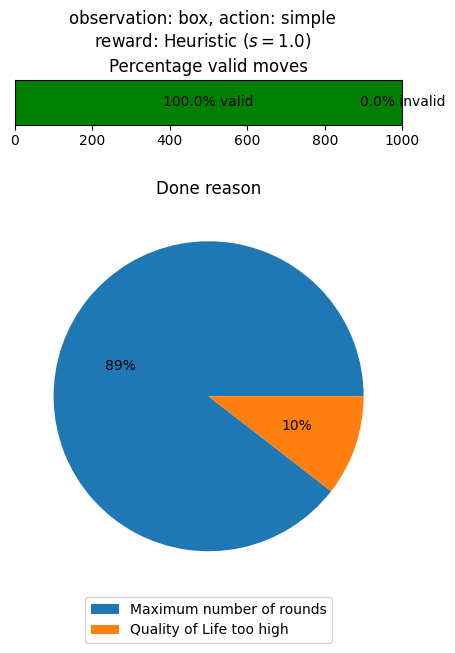 observation: box, action: simple
reward: Heuristic (s = 1.0)
Percentage valid moves
100.0% valid
0.0% invalid
0 200 400 600 800 1000
Done reason
89%
10%
Maximum number of rounds
Quality of Life too high